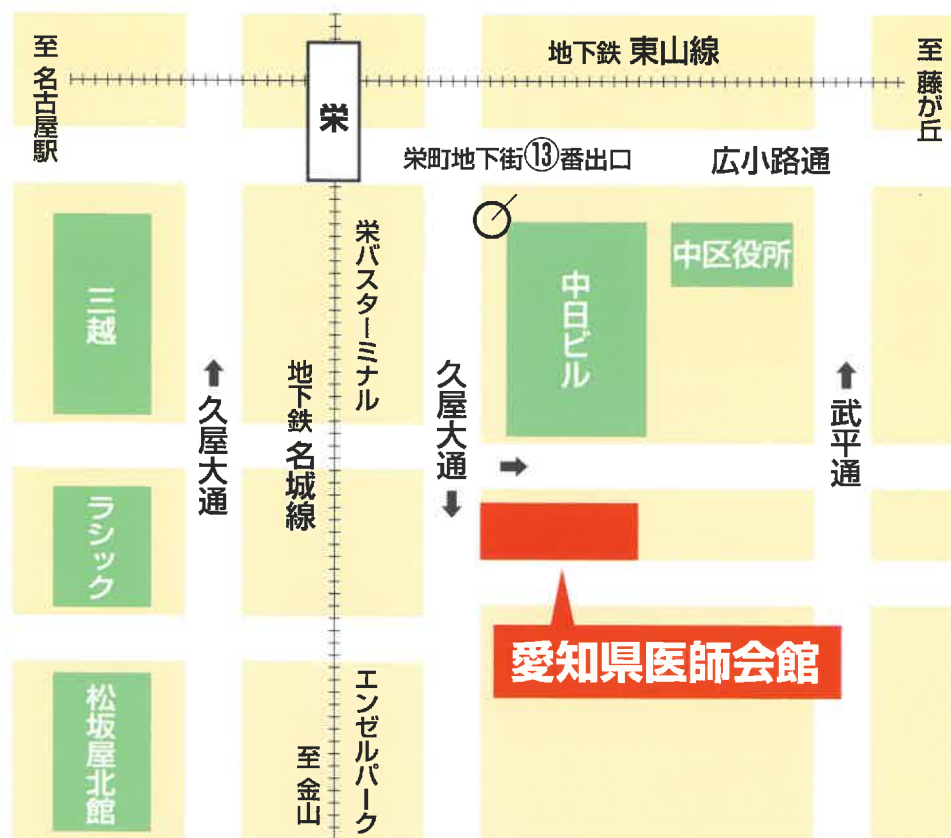 至 名古屋駅
地下鉄 東山線
至 藤が丘
栄
栄町地下街⑬番出口
広小路通
三越
栄バスターミナル
中日ビル
中区役所
地下鉄 名城線
↑久屋大通
久屋大通↓
→
↑武平通
ラシック
愛知県医師会館
松坂屋北館
エンゼルパーク
至 金山